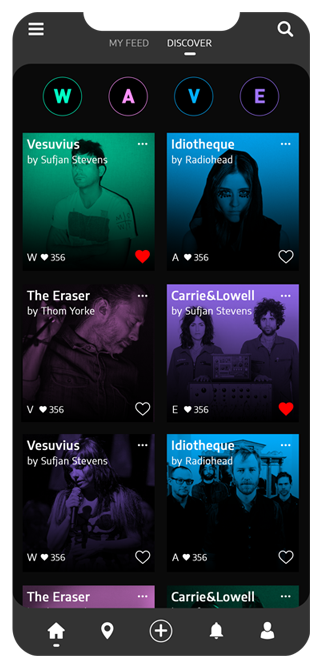 MY FEED DISCOVER
W A V E
Vesuvius ...
by Sufjan Stevens
W 356
Idiotheque ...
by Radiohead
A 356
The Eraser ...
by Thom Yorke
V 356
Carrie&Lowell ...
by Sufjan Stevens
E 356
Vesuvius ...
by Sufjan Stevens
W 356
Idiotheque ...
by Radiohead
A 356
The Eraser ...
Carrie&Lowell ...